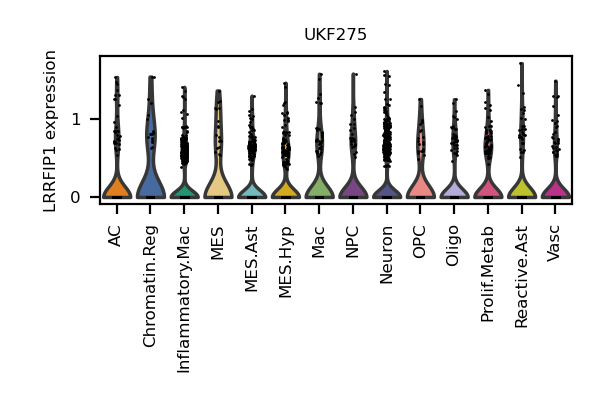 UKF275
LRRFIP1 expression
1
0
AC
Chromatin.Reg
Inflammatory.Mac
MES
MES.Ast
MES.Hyp
Mac
NPC
Neuron
OPC
Oligo
Prolif.Metab
Reactive.Ast
Vasc